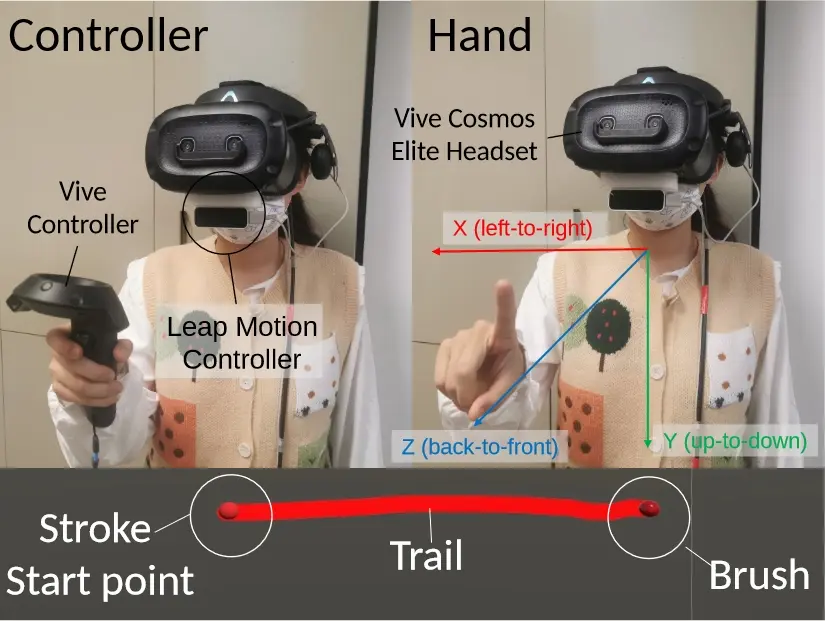 Controller
Hand
Vive Cosmos
Elite Headset
Vive
Controller
X (left-to-right)
Leap Motion
Controller
Z (back-to-front)
Y (up-to-down)
Stroke
Start point
Trail
Brush